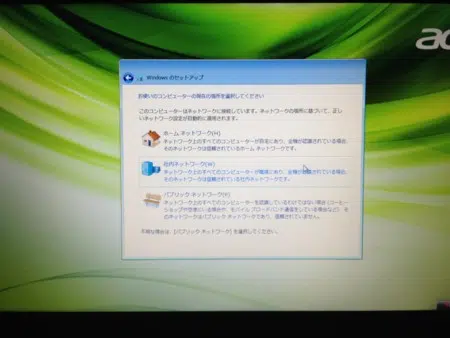 ac
Windows のセットアップ
お使いのコンピューターの現在の場所を選択してください
このコンピューターはネットワークに接続しています。ネットワークの場所に基づいて、正し
いネットワーク設定が自動的に適用されます。
ホーム ネットワーク(H)
ネットワーク上のすべてのコンピューターが自宅にあり、全機が認識されている場合、
そのネットワークは信頼されているホーム ネットワークです。
社内ネットワーク(W)
ネットワーク上のすべてのコンピューターが職場にあり、全機が認識されている場合、
そのネットワークは信頼されている社内ネットワークです。
パブリック ネットワーク(P)
ネットワーク上のすべてのコンピューターを認識しているわけではない場合 (コーヒー
ショップや空港にいる場合や、モバイル ブロードバンド通信をしている場合など)、そ
のネットワークはパブリック ネットワークであり、信頼されていません。
不明な場合は、[パブリック ネットワーク] を選択してください。